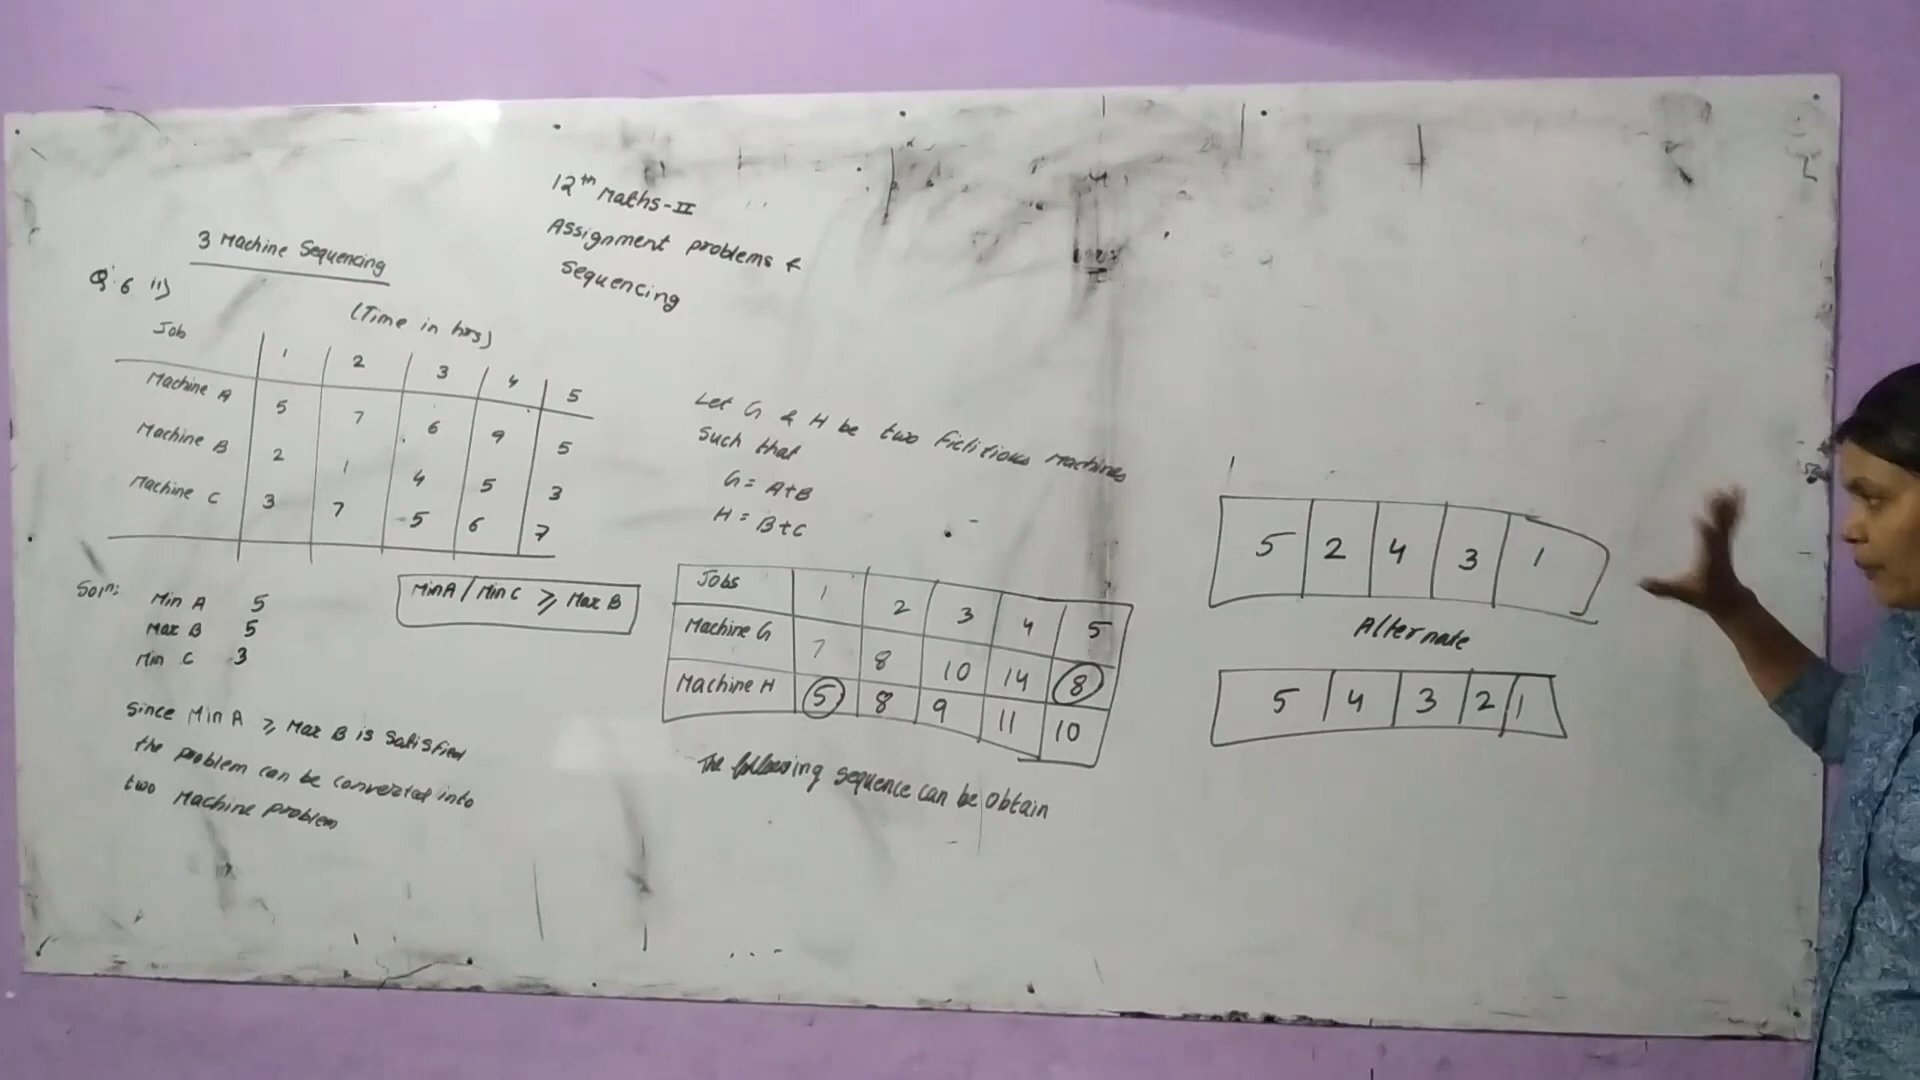 12th Maths-II
Assignment problems &
Sequencing
3 Machine Sequencing
Q.6 ii)
(Time in hrs)
Job 1 2 3 4 5
Machine A 5 7 6 9 5
Machine B 2 1 4 5 3
Machine C 3 7 5 6 7
Soln:
Min A 5
Max B 5
Min C 3
Min A / Min C ⩾ Max B
Since Min A ⩾ Max B is satisfied
the problem can be converted into
two Machine problem
Let G & H be two fictitious machines
Such that
G = A+B
H = B+C
Jobs 1 2 3 4 5
Machine G 7 8 10 14 8
Machine H 5 8 9 11 10
The following sequence can be obtain
5 2 4 3 1
Alternate
5 4 3 2 1